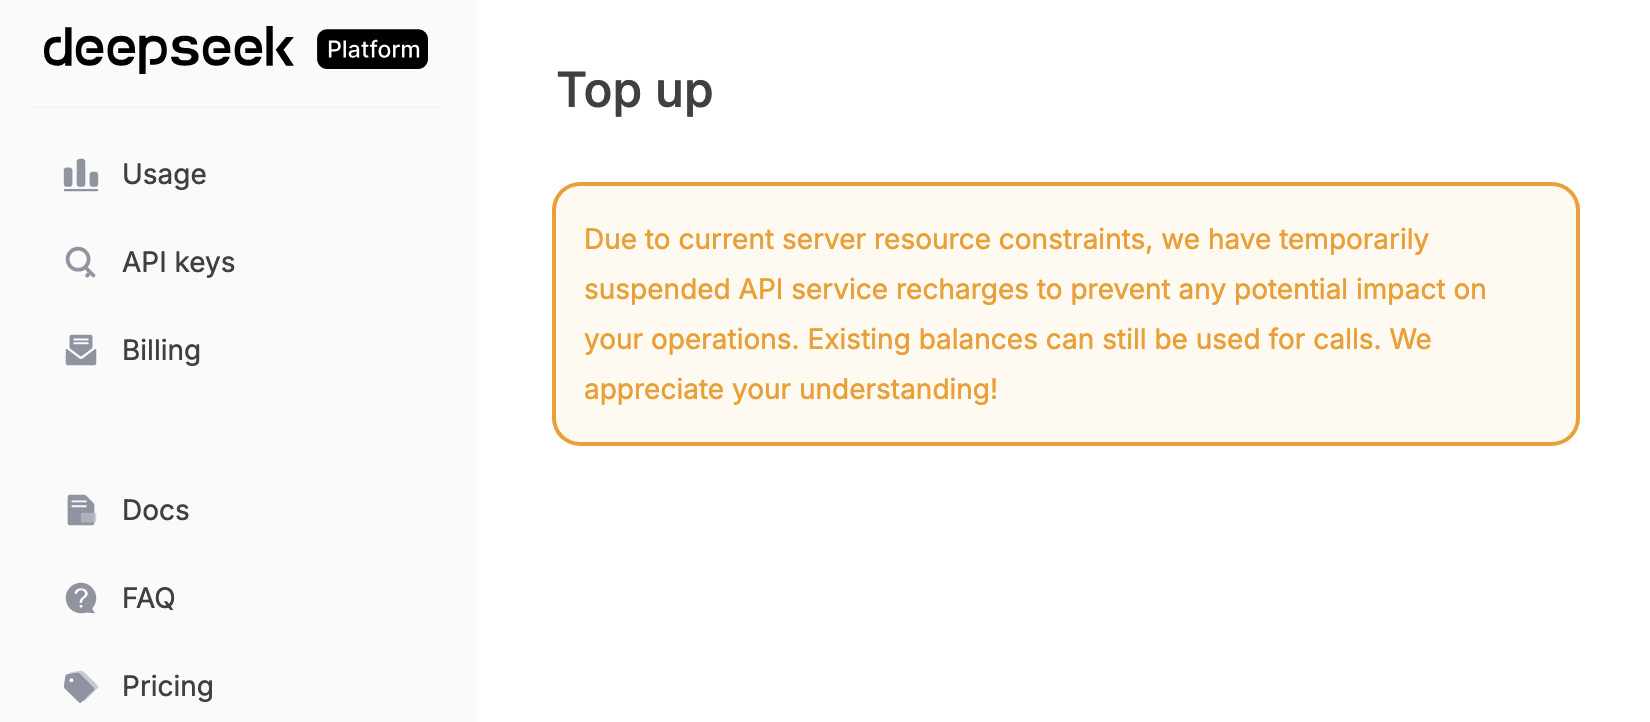 deepseek Platform
Usage
API keys
Billing
Docs
FAQ
Pricing
Top up
Due to current server resource constraints, we have temporarily
suspended API service recharges to prevent any potential impact on
your operations. Existing balances can still be used for calls. We
appreciate your understanding!